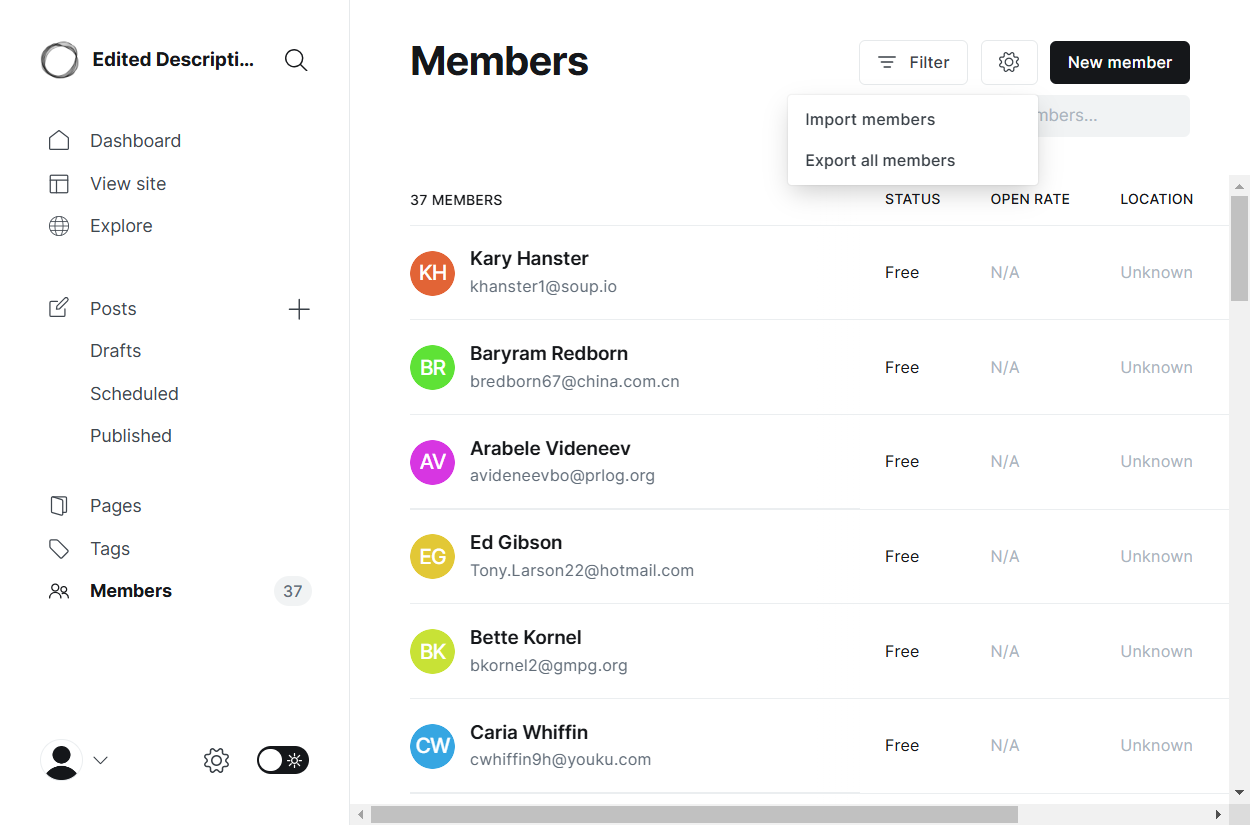 Edited Descripti...
Dashboard
View site
Explore
Posts
Drafts
Scheduled
Published
Pages
Tags
Members 37
Members
Filter
New member
Import members
Export all members
37 MEMBERS STATUS OPEN RATE LOCATION
KH Kary Hanster
khanster1@soup.io
Free N/A Unknown
BR Baryram Redborn
bredborn67@china.com.cn
Free N/A Unknown
AV Arabele Videneev
avideneevbo@prlog.org
Free N/A Unknown
EG Ed Gibson
Tony.Larson22@hotmail.com
Free N/A Unknown
BK Bette Kornel
bkornel2@gmpg.org
Free N/A Unknown
CW Caria Whiffin
cwhiffin9h@youku.com
Free N/A Unknown